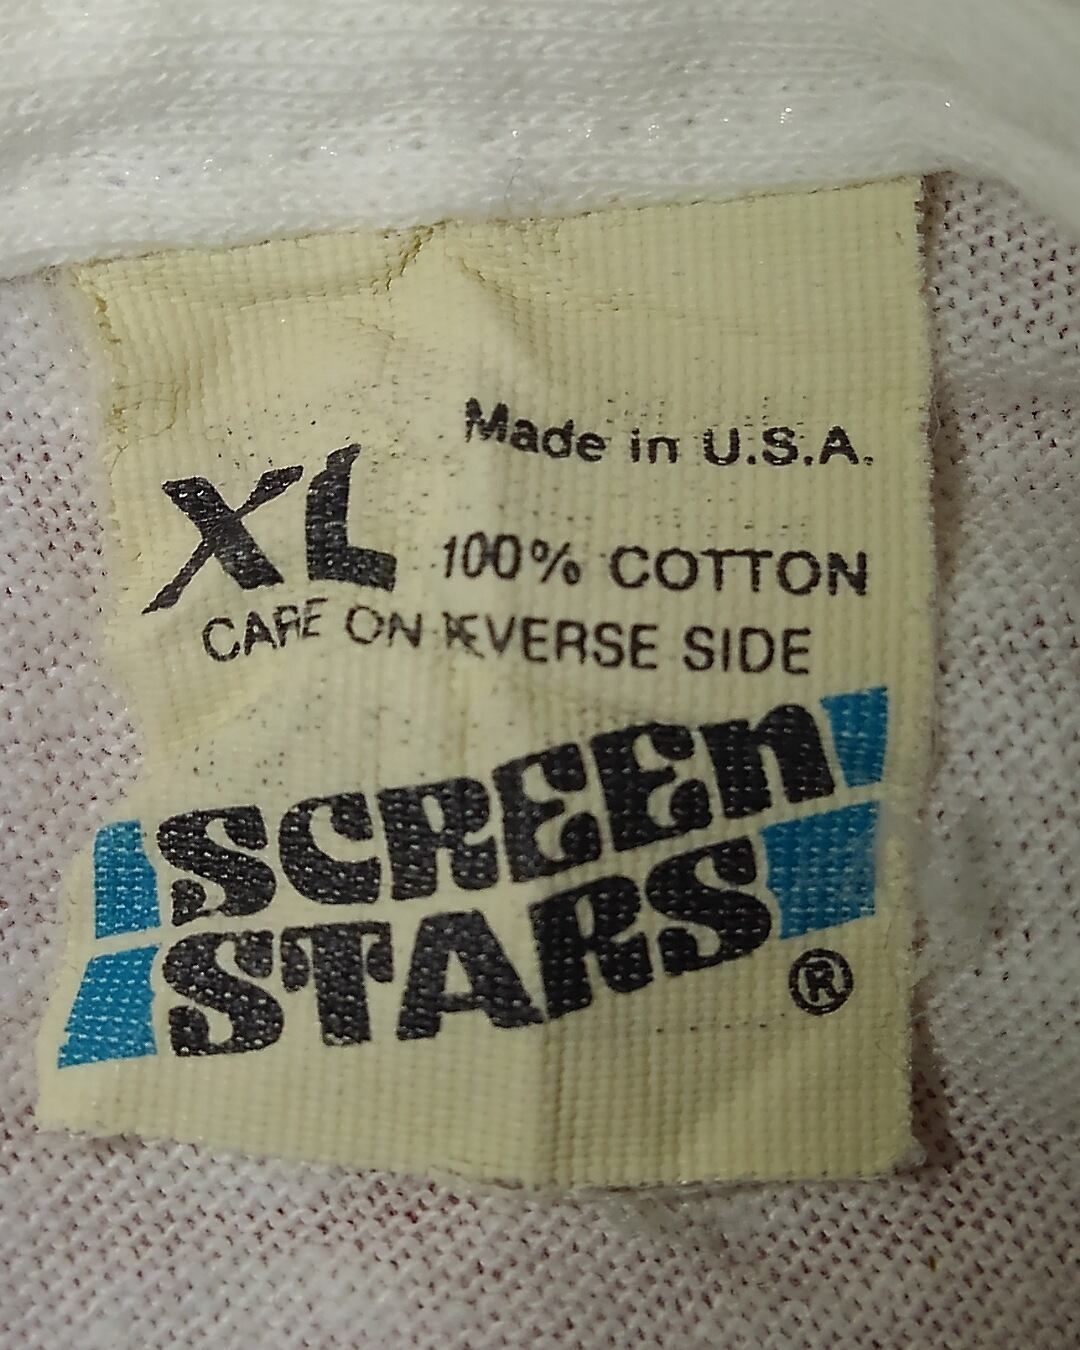 Made in U.S.A.
XL
100% COTTON
CARE ON REVERSE SIDE
SCREEN
STARS
®